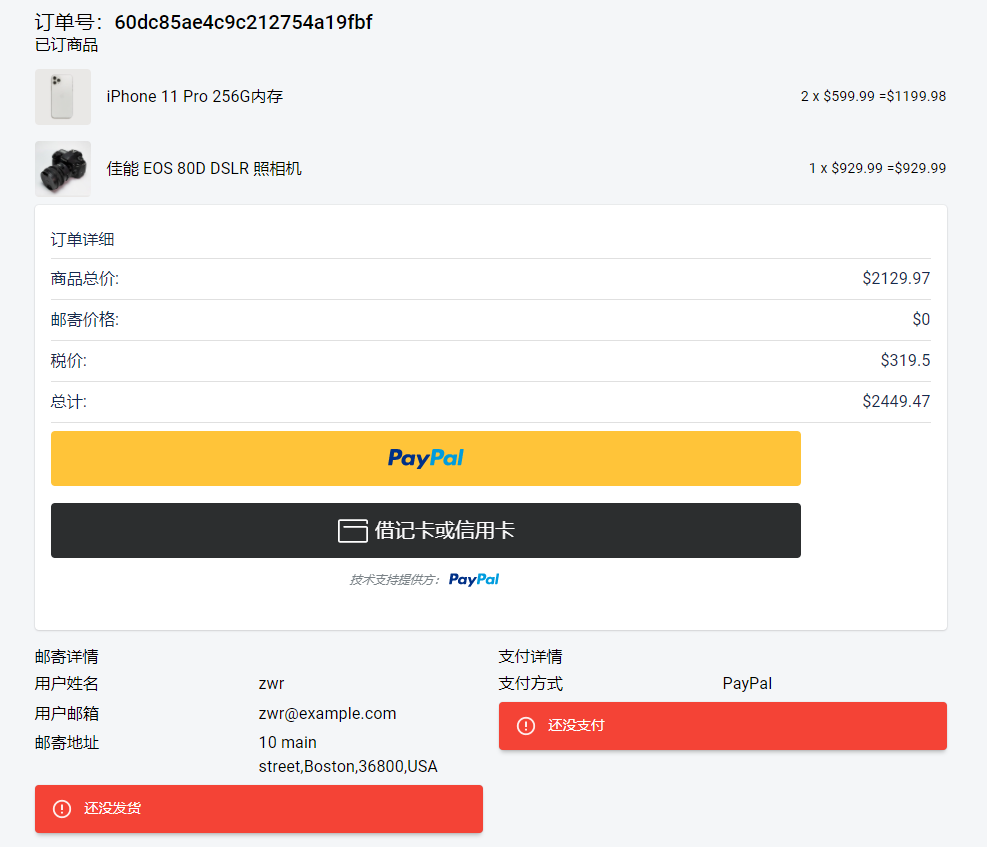 订单号：60dc85ae4c9c212754a19fbf
已订商品
iPhone 11 Pro 256G内存
2 x $599.99 =$1199.98
佳能 EOS 80D DSLR 照相机
1 x $929.99 =$929.99
订单详细
商品总价:
$2129.97
邮寄价格:
$0
税价:
$319.5
总计:
$2449.47
PayPal
借记卡或信用卡
技术支持提供方： PayPal
邮寄详情
用户姓名
zwr
用户邮箱
zwr@example.com
邮寄地址
10 main
street,Boston,36800,USA
还没发货
支付详情
支付方式
PayPal
还没支付